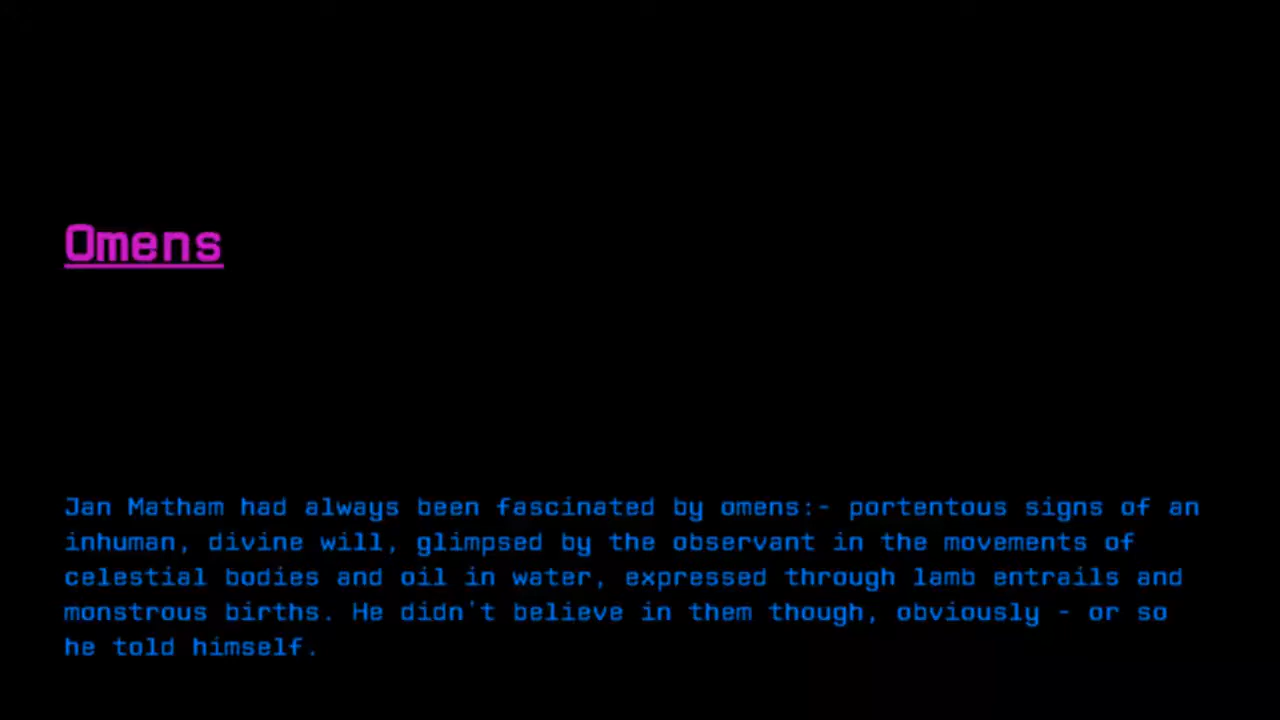 Omens
Jan Matham had always been fascinated by omens:- portentous signs of an
inhuman, divine will, glimpsed by the observant in the movements of
celestial bodies and oil in water, expressed through lamb entrails and
monstrous births. He didn't believe in them though, obviously - or so
he told himself.